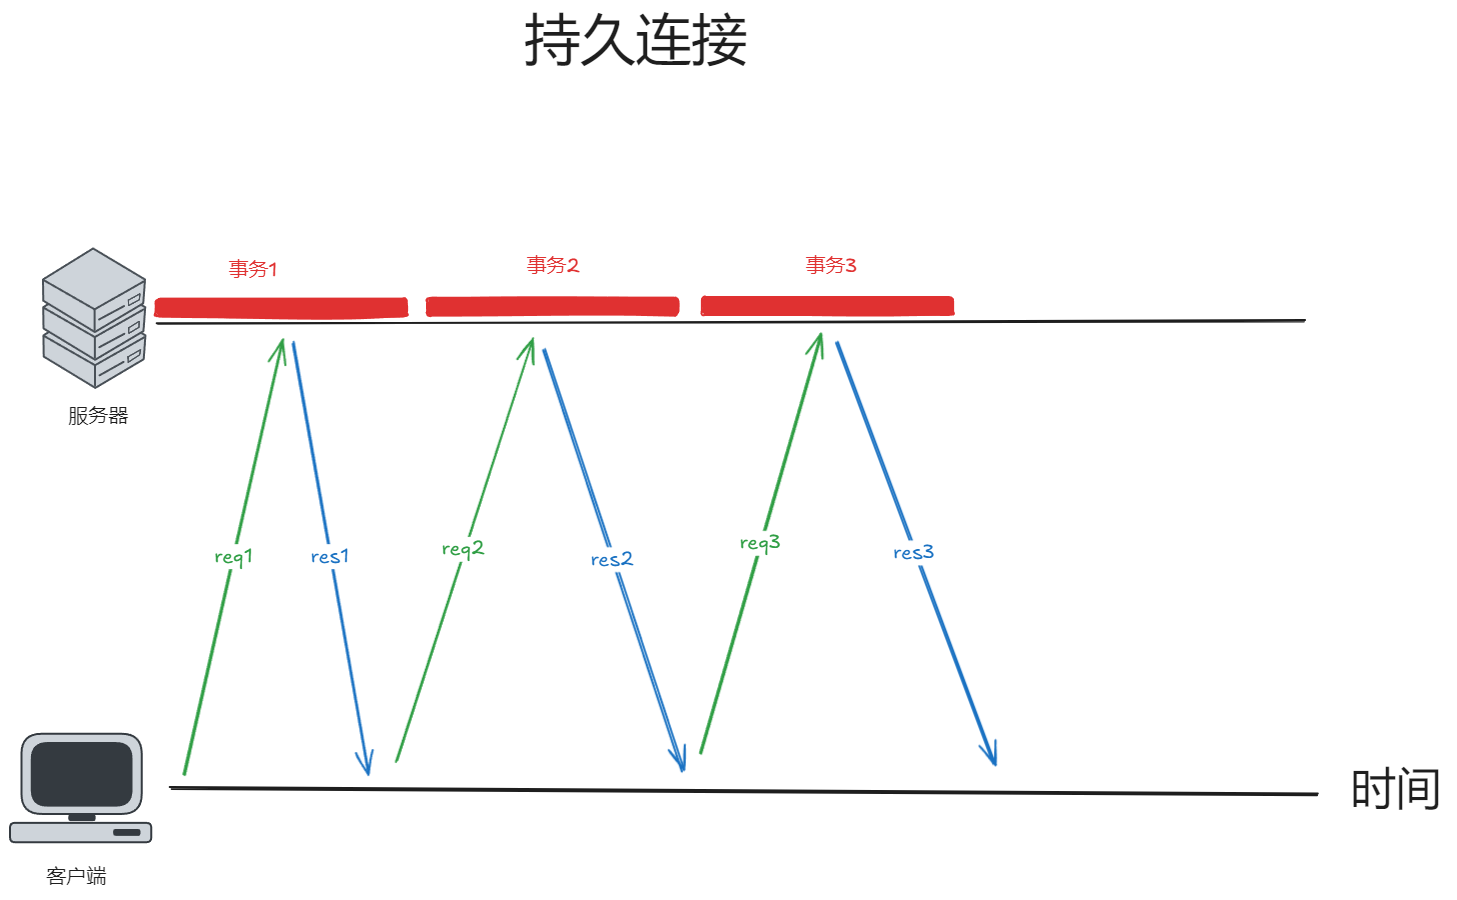 持久连接
事务1
事务2
事务3
服务器
req1
res1
req2
res2
req3
res3
时间
客户端